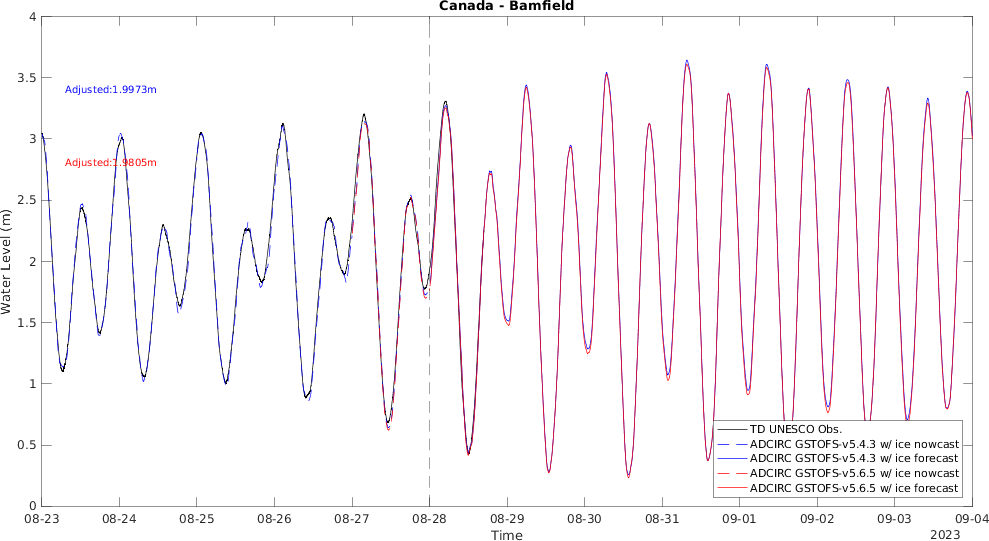 Canada - Bamfield
4
3.5
3
2.5
2
1.5
1
0.5
0
Water Level (m)
Adjusted:1.9973m
Adjusted:1.9805m
TD UNESCO Obs.
ADCIRC GSTOFS-v5.4.3 w/ ice nowcast
ADCIRC GSTOFS-v5.4.3 w/ ice forecast
ADCIRC GSTOFS-v5.6.5 w/ ice nowcast
ADCIRC GSTOFS-v5.6.5 w/ ice forecast
08-23 08-24 08-25 08-26 08-27 08-28 08-29 08-30 08-31 09-01 09-02 09-03 09-04
Time
2023